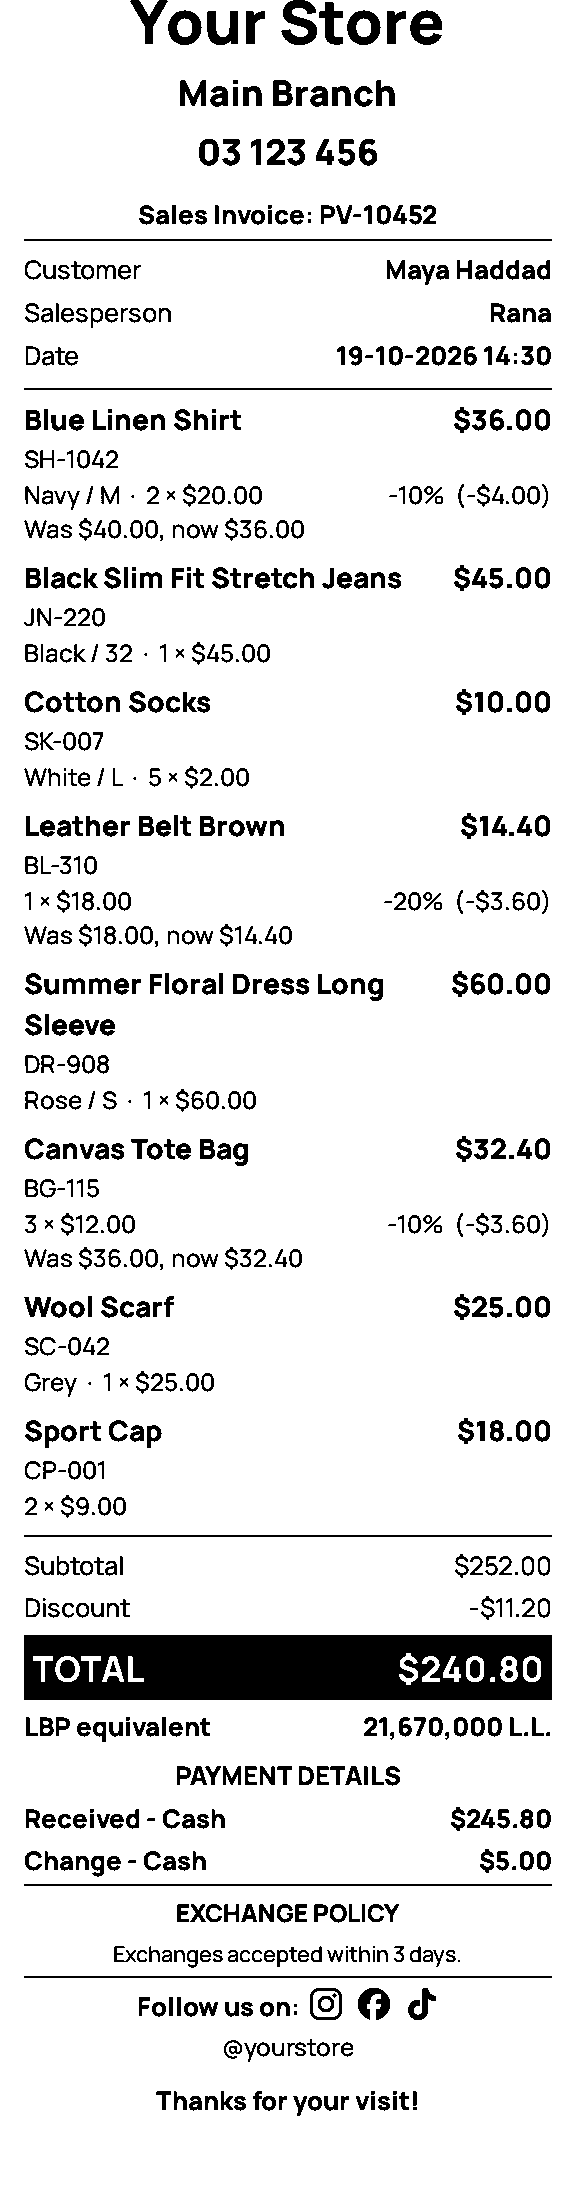 Your Store
Main Branch
03 123 456
Sales Invoice: PV-10452
Customer Maya Haddad
Salesperson Rana
Date 19-10-2026 14:30
Blue Linen Shirt $36.00
SH-1042
Navy / M · 2 × $20.00 -10% (-$4.00)
Was $40.00, now $36.00
Black Slim Fit Stretch Jeans $45.00
JN-220
Black / 32 · 1 × $45.00
Cotton Socks $10.00
SK-007
White / L · 5 × $2.00
Leather Belt Brown $14.40
BL-310
1 × $18.00 -20% (-$3.60)
Was $18.00, now $14.40
Summer Floral Dress Long $60.00
Sleeve
DR-908
Rose / S · 1 × $60.00
Canvas Tote Bag $32.40
BG-115
3 × $12.00 -10% (-$3.60)
Was $36.00, now $32.40
Wool Scarf $25.00
SC-042
Grey · 1 × $25.00
Sport Cap $18.00
CP-001
2 × $9.00
Subtotal $252.00
Discount -$11.20
TOTAL $240.80
LBP equivalent 21,670,000 L.L.
PAYMENT DETAILS
Received - Cash $245.80
Change - Cash $5.00
EXCHANGE POLICY
Exchanges accepted within 3 days.
Follow us on:
@yourstore
Thanks for your visit!